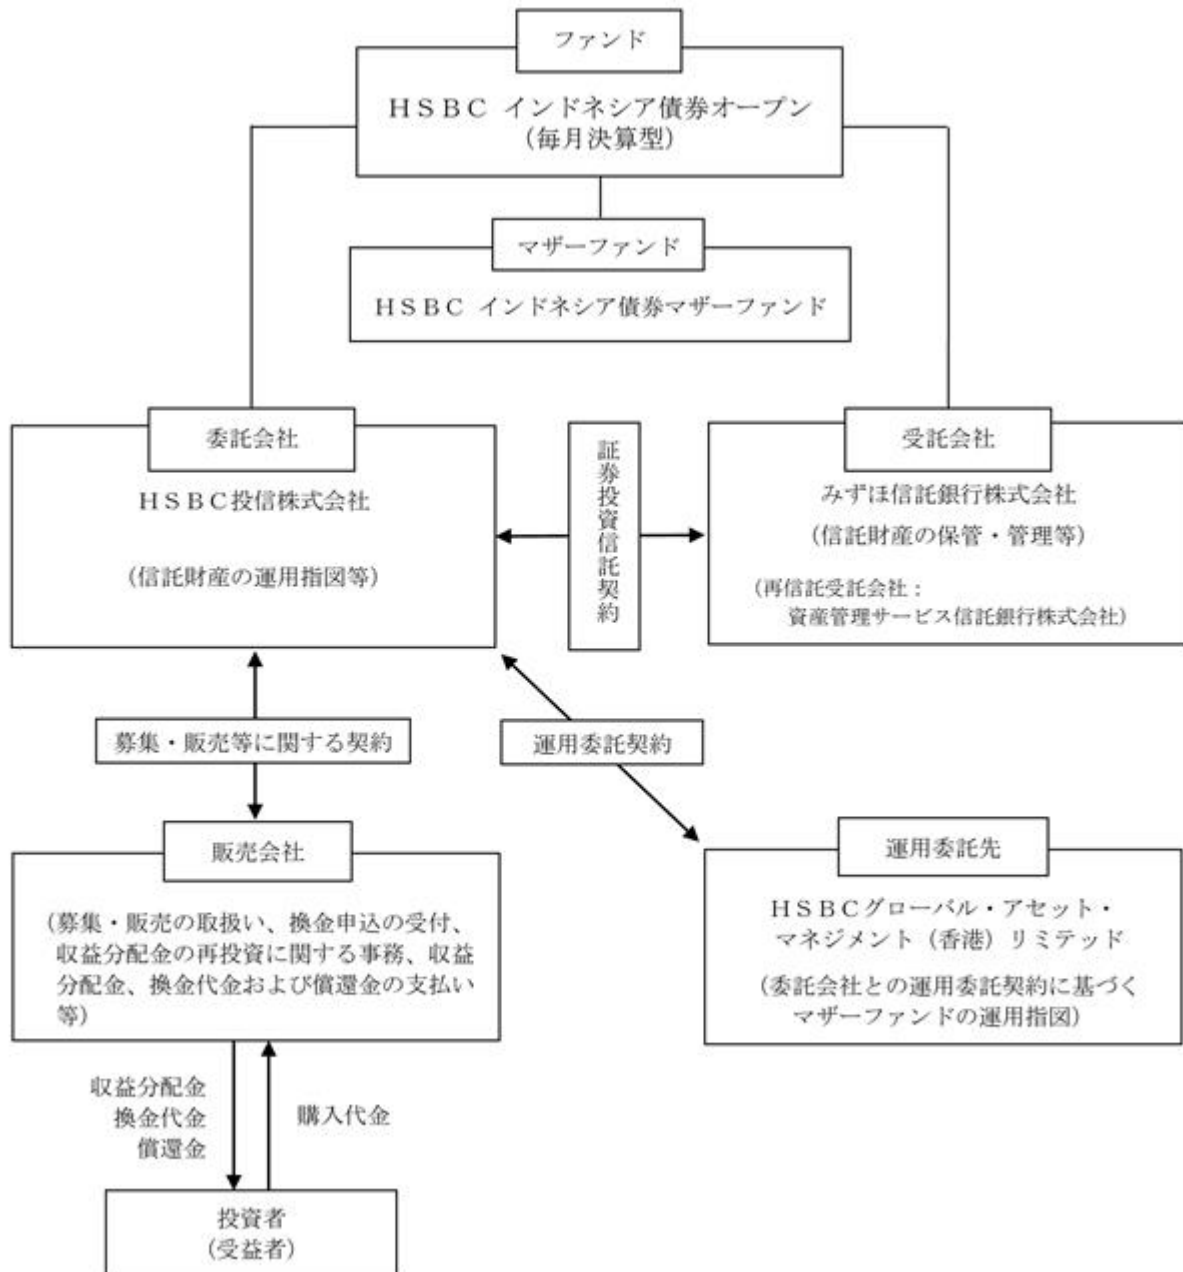 ファンド
HSBC インドネシア債券オープン
(毎月決算型)
マザーファンド
HSBC インドネシア債券マザーファンド
委託会社
HSBC投信株式会社
(信託財産の運用指図等)
証券投資信託契約
受託会社
みずほ信託銀行株式会社
(信託財産の保管・管理等)
(再信託受託会社:
資産管理サービス信託銀行株式会社)
募集・販売等に関する契約
運用委託契約
販売会社
(募集・販売の取扱い、換金申込の受付、
収益分配金の再投資に関する事務、収益
分配金、換金代金および償還金の支払い
等)
運用委託先
HSBCグローバル・アセット・
マネジメント(香港)リミテッド
(委託会社との運用委託契約に基づく
マザーファンドの運用指図)
収益分配金
換金代金
償還金
購入代金
投資者
(受益者)